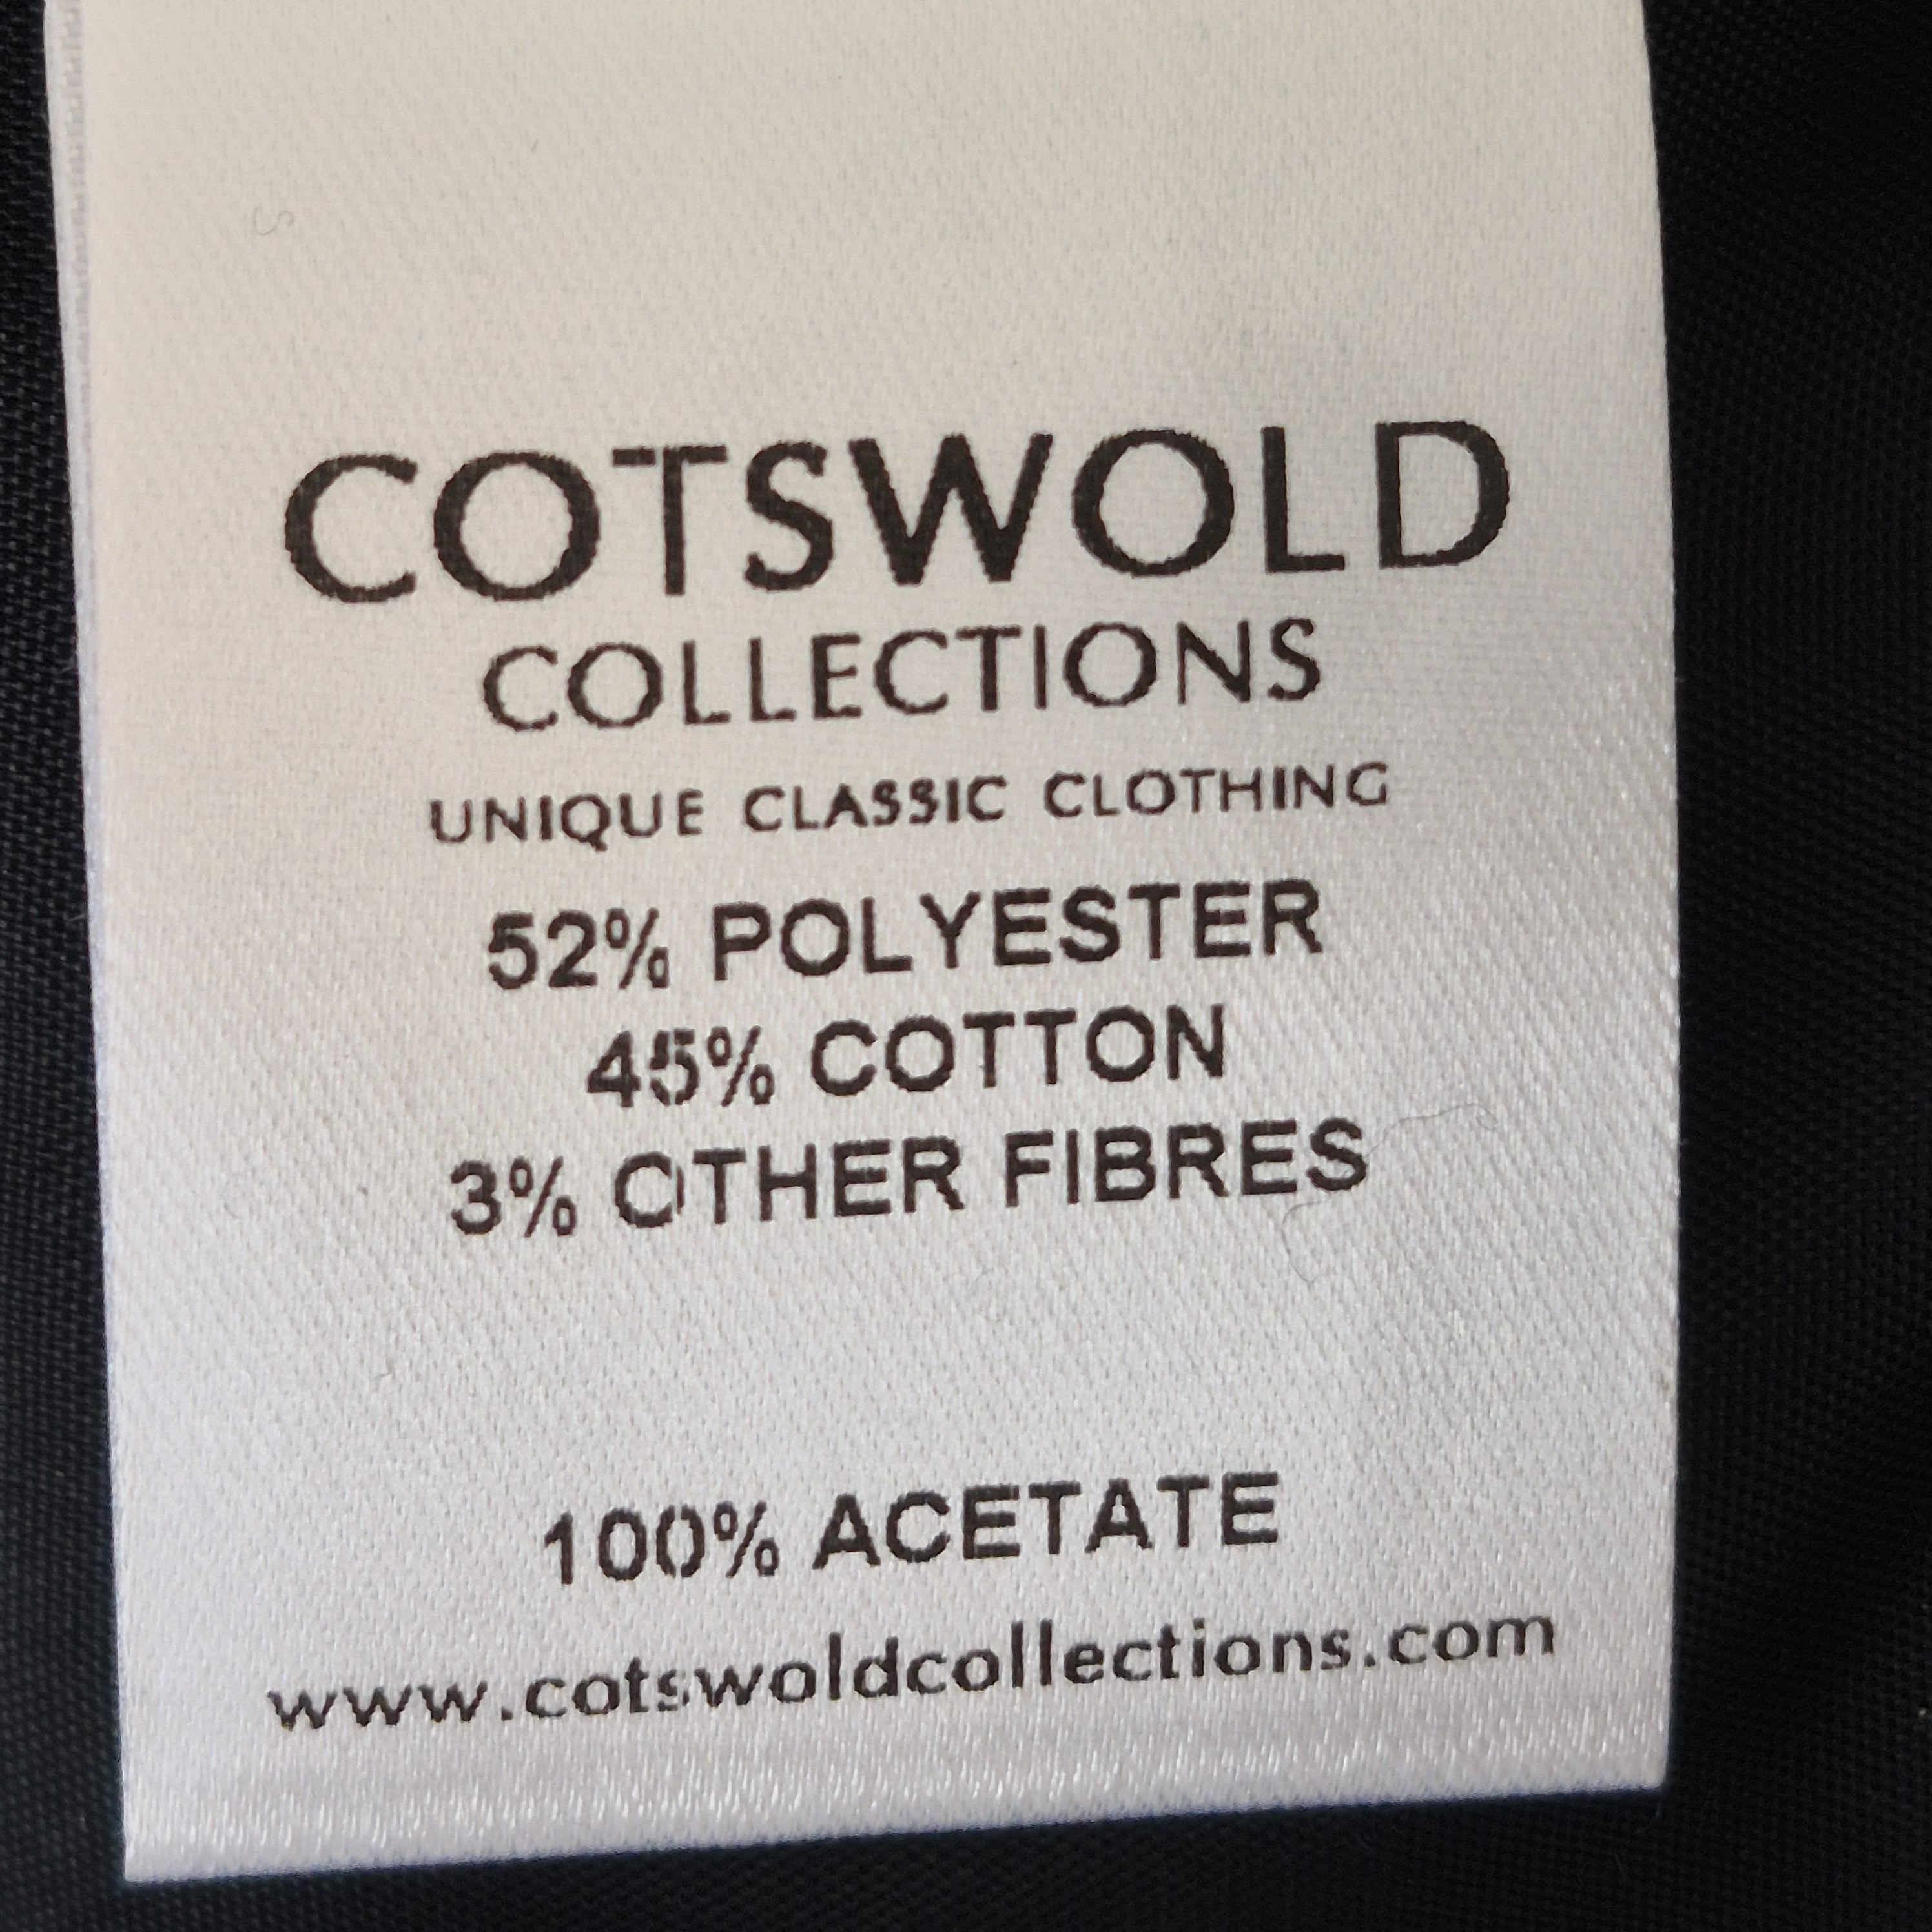 COTSWOLD
COLLECTIONS
UNIQUE CLASSIC CLOTHING
52% POLYESTER
45% COTTON
3% OTHER FIBRES
100% ACETATE
www.cotswoldcollections.com